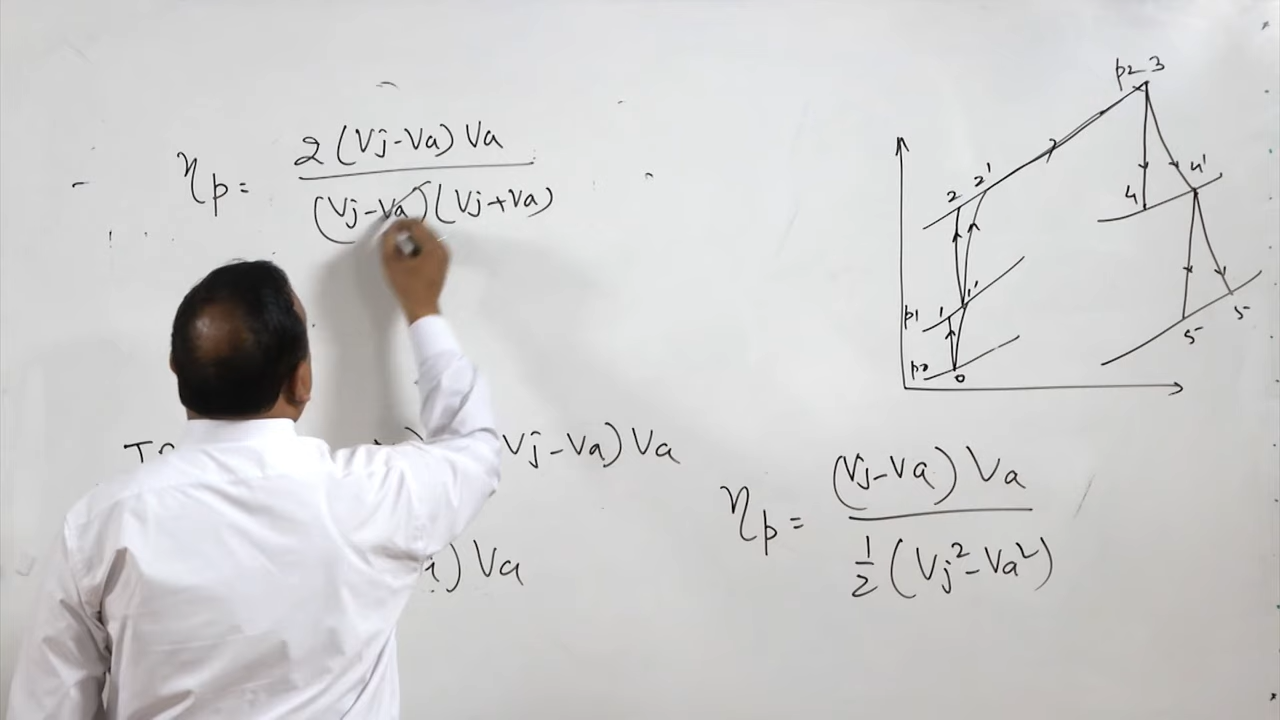 ηp = 2 (Vj-Va) Va
(Vj-Va) (Vj+Va)
Vj-Va) Va
) Va
ηp = (Vj-Va) Va
1/2 (Vj²-Va²)
p2 3
2 2'
4 4'
p1 1 1'
5 5
p0 0